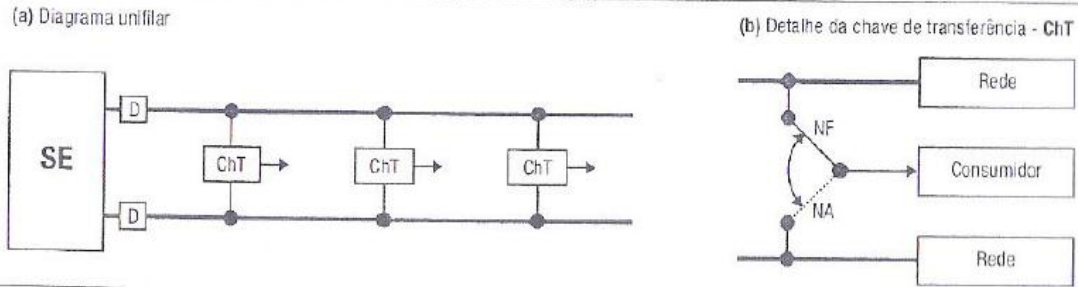 (a) Diagrama unifilar
(b) Detalhe da chave de transferência - ChT
SE
D
ChT
ChT
ChT
D
Rede
NF
Consumidor
NA
Rede